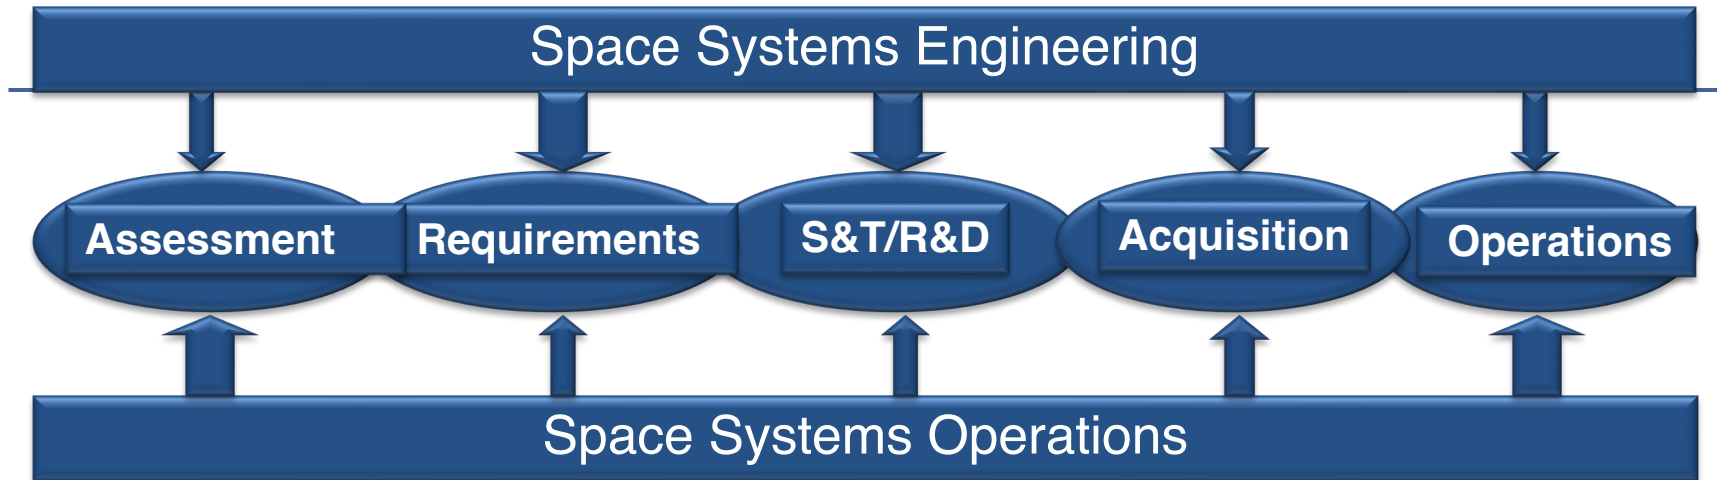 Space Systems Engineering
Assessment
Requirements
S&T/R&D
Acquisition
Operations
Space Systems Operations